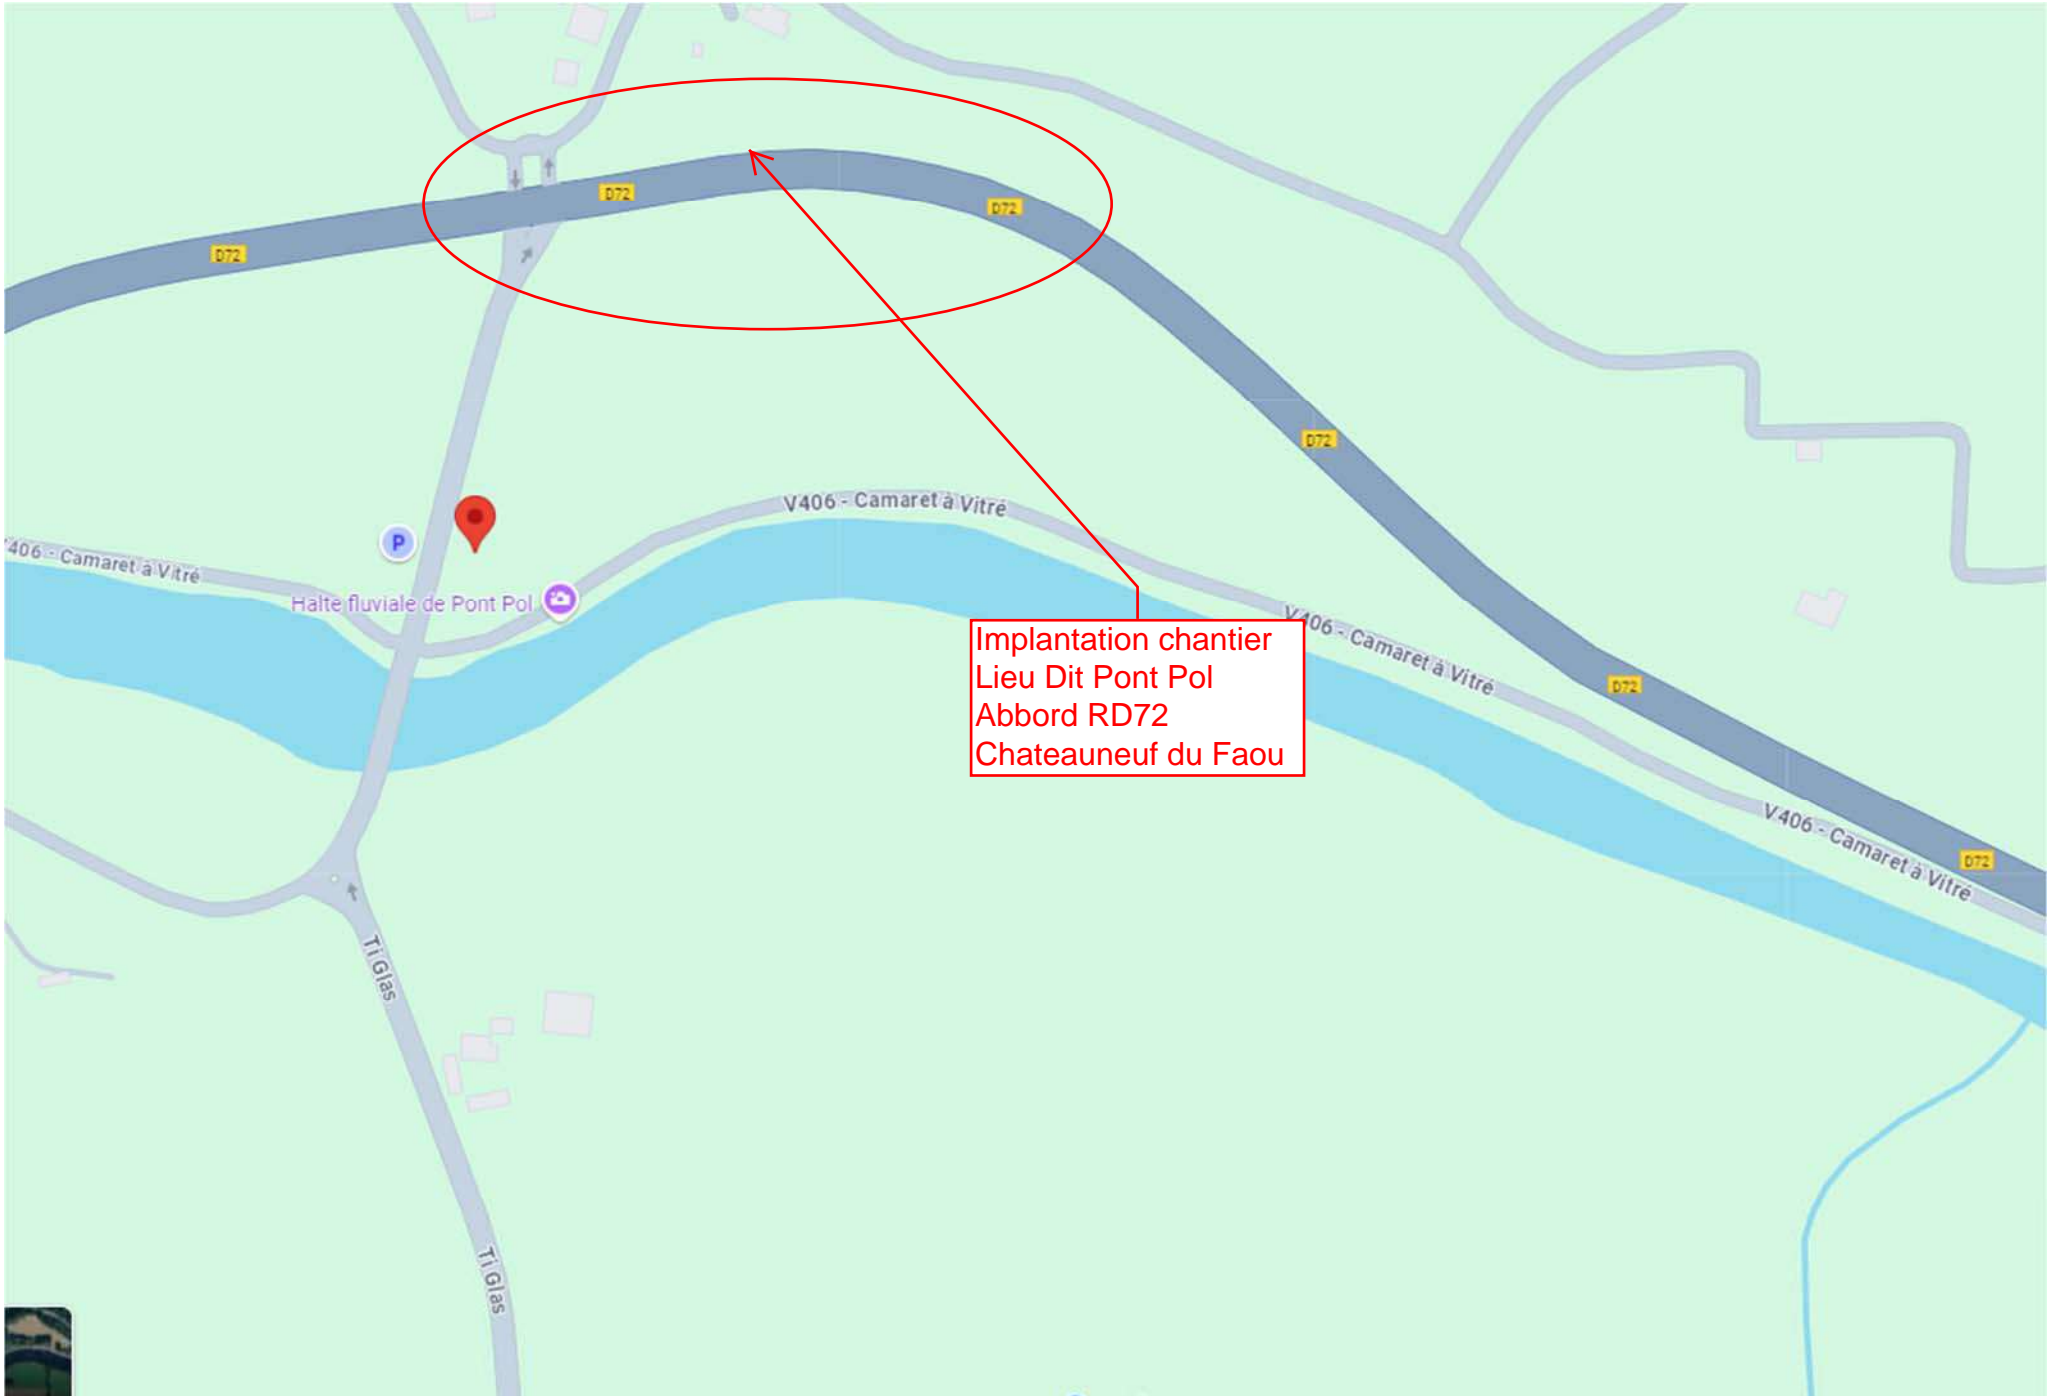 D72
D72
D72
D72
V406 - Camaret à Vitré
406 - Camaret à Vitré
P
Halte fluviale de Pont Pol
V406 - Camaret à Vitré
Implantation chantier
Lieu Dit Pont Pol
Abbord RD72
Chateauneuf du Faou
D72
V406 - Camaret à Vitré
D72
Ti Glas
Ti Glas